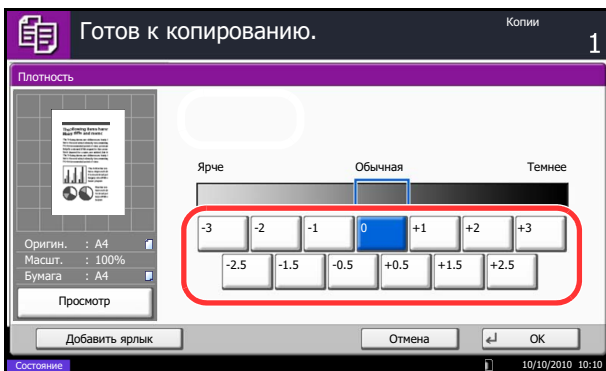 Готов к копированию.
Копии
1
Плотность
Ярче Обычная Темнее
-3 -2 -1 0 +1 +2 +3
-2.5 -1.5 -0.5 +0.5 +1.5 +2.5
Оригин. : A4
Масшт. : 100%
Бумага : A4
Просмотр
Добавить ярлык Отмена OK
Состояние 10/10/2010 10:10